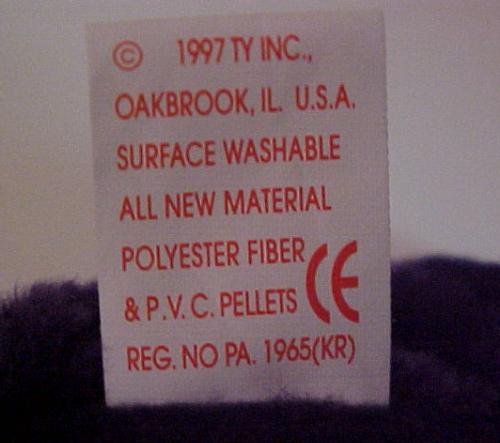 © 1997 TY INC.,
OAKBROOK, IL. U.S.A.
SURFACE WASHABLE
ALL NEW MATERIAL
POLYESTER FIBER
& P.V.C. PELLETS CE
REG. NO PA. 1965(KR)